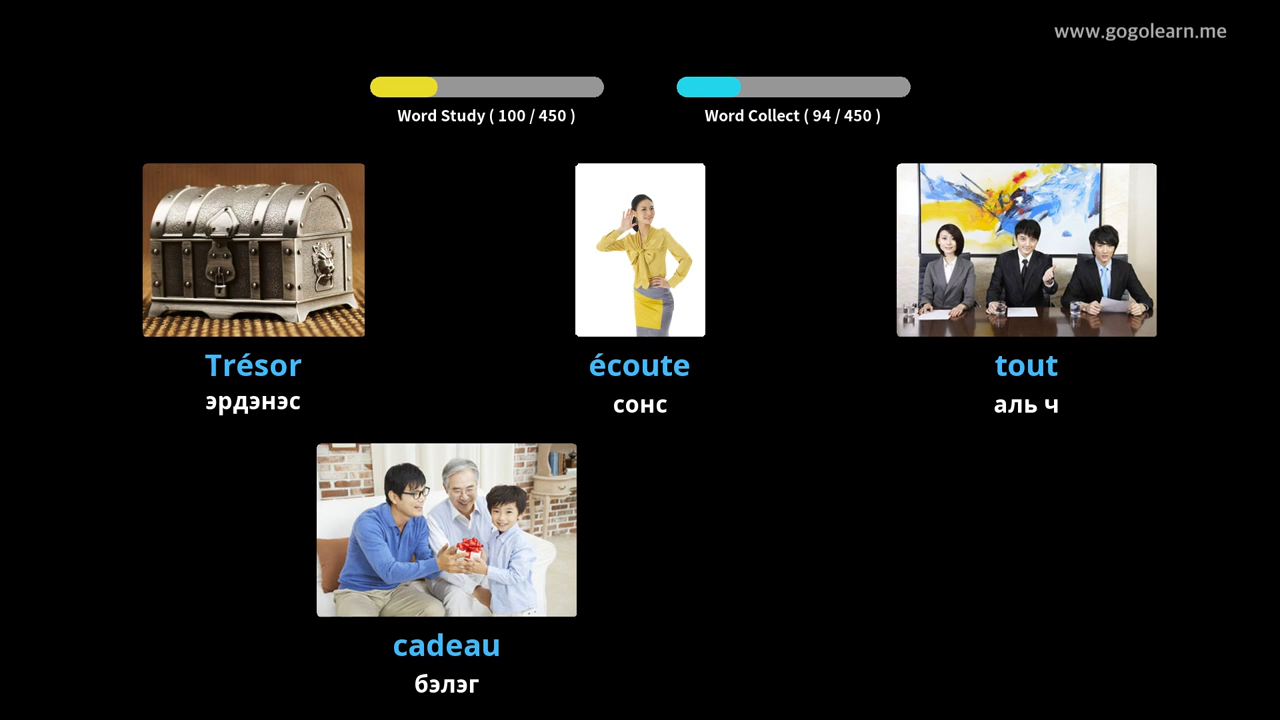 www.gogolearn.me
Word Study ( 100 / 450 )
Word Collect ( 94 / 450 )
Trésor
эрдэнэс
écoute
сонс
tout
аль ч
cadeau
бэлэг